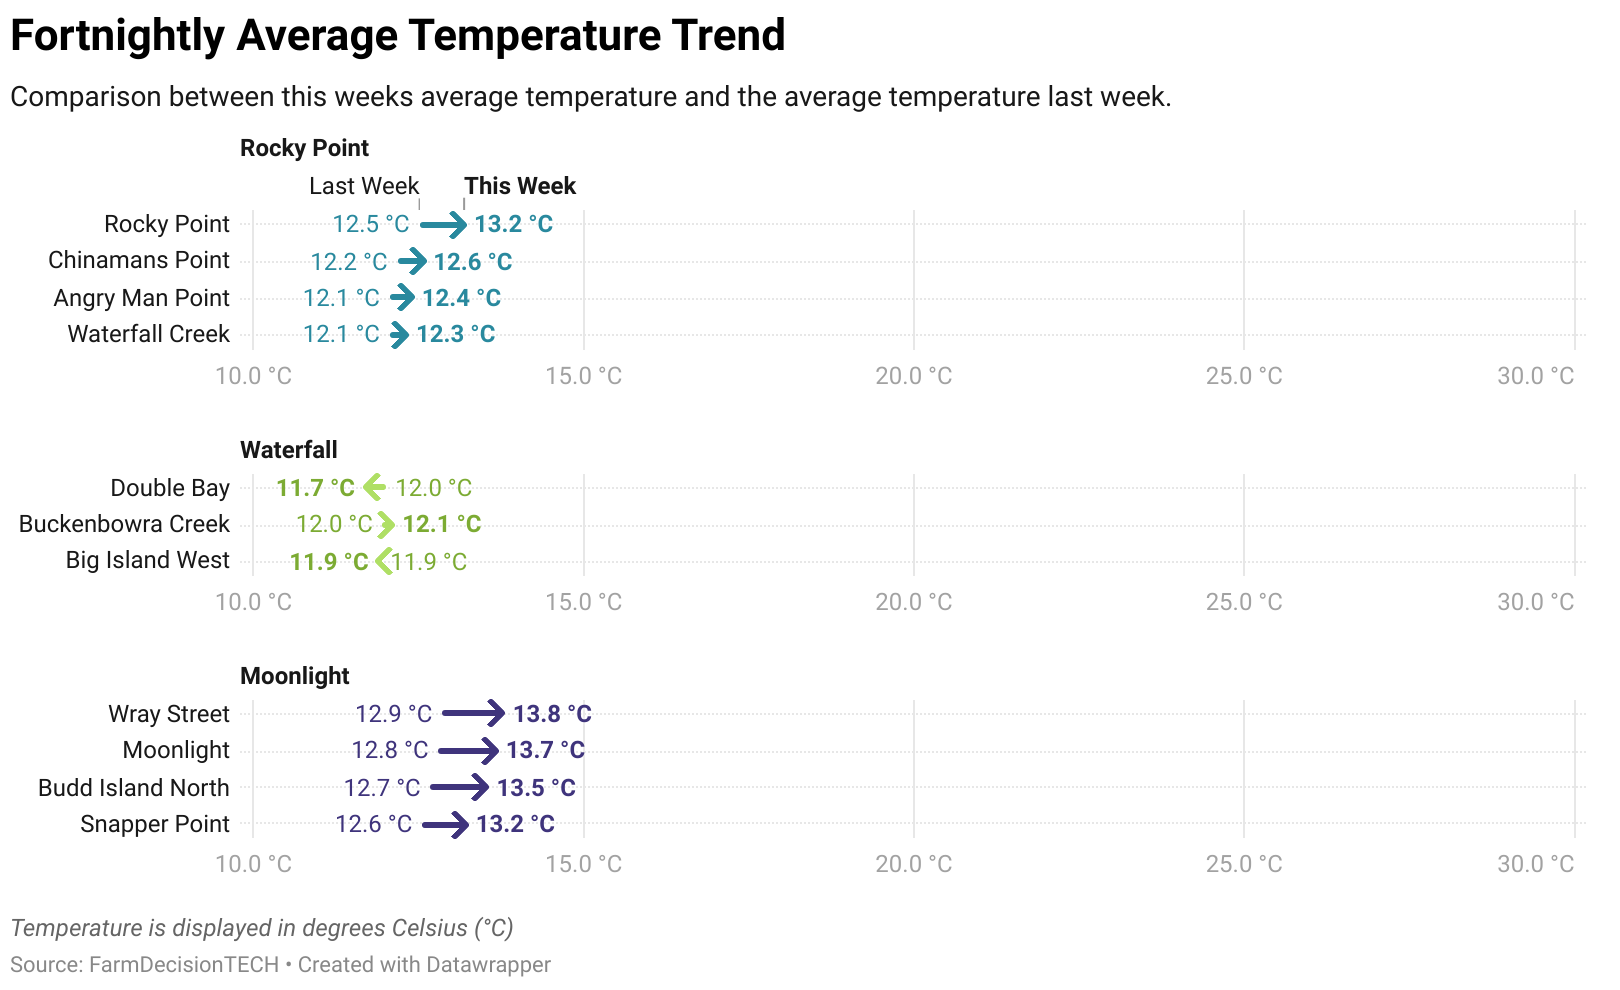 Fortnightly Average Temperature Trend
Comparison between this weeks average temperature and the average temperature last week.
Rocky Point
Last Week This Week
Rocky Point 12.5 °C 13.2 °C
Chinamans Point 12.2 °C 12.6 °C
Angry Man Point 12.1 °C 12.4 °C
Waterfall Creek 12.1 °C 12.3 °C
10.0 °C 15.0 °C 20.0 °C 25.0 °C 30.0 °C
Waterfall
Double Bay 11.7 °C 12.0 °C
Buckenbowra Creek 12.0 °C 12.1 °C
Big Island West 11.9 °C 11.9 °C
10.0 °C 15.0 °C 20.0 °C 25.0 °C 30.0 °C
Moonlight
Wray Street 12.9 °C 13.8 °C
Moonlight 12.8 °C 13.7 °C
Budd Island North 12.7 °C 13.5 °C
Snapper Point 12.6 °C 13.2 °C
10.0 °C 15.0 °C 20.0 °C 25.0 °C 30.0 °C
Temperature is displayed in degrees Celsius (°C)
Source: FarmDecisionTECH • Created with Datawrapper